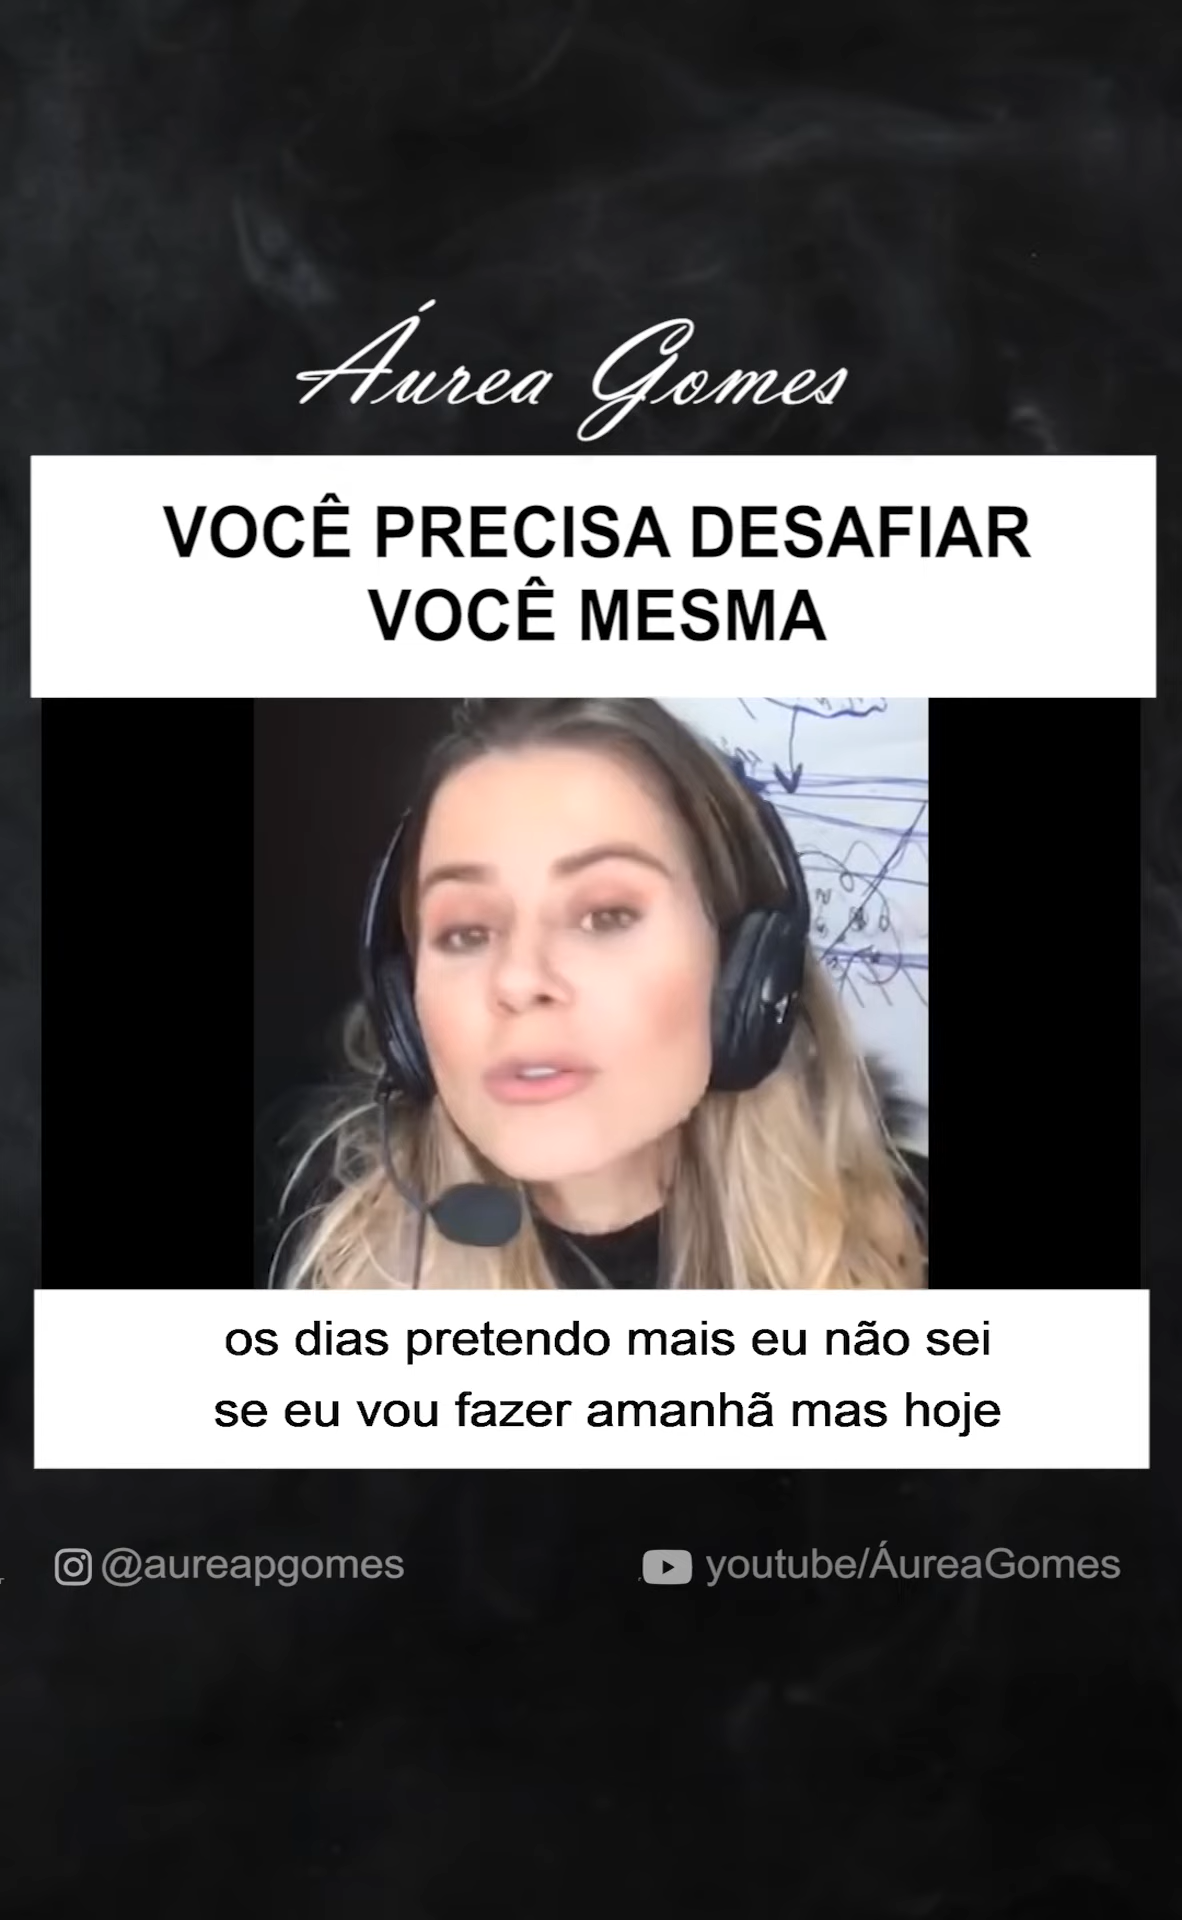 Áurea Gomes
VOCÊ PRECISA DESAFIAR
VOCÊ MESMA
os dias pretendo mais eu não sei
se eu vou fazer amanhã mas hoje
@aureapgomes
youtube/ÁureaGomes